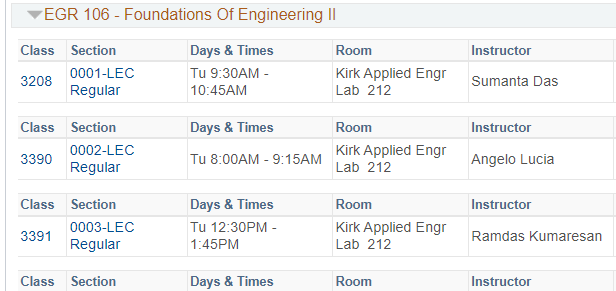 EGR 106 - Foundations Of Engineering II
Class Section Days & Times Room Instructor
3208 0001-LEC Regular Tu 9:30AM - 10:45AM Kirk Applied Engr Lab 212 Sumanta Das
Class Section Days & Times Room Instructor
3390 0002-LEC Regular Tu 8:00AM - 9:15AM Kirk Applied Engr Lab 212 Angelo Lucia
Class Section Days & Times Room Instructor
3391 0003-LEC Regular Tu 12:30PM - 1:45PM Kirk Applied Engr Lab 212 Ramdas Kumaresan
Class Section Days & Times Room Instructor